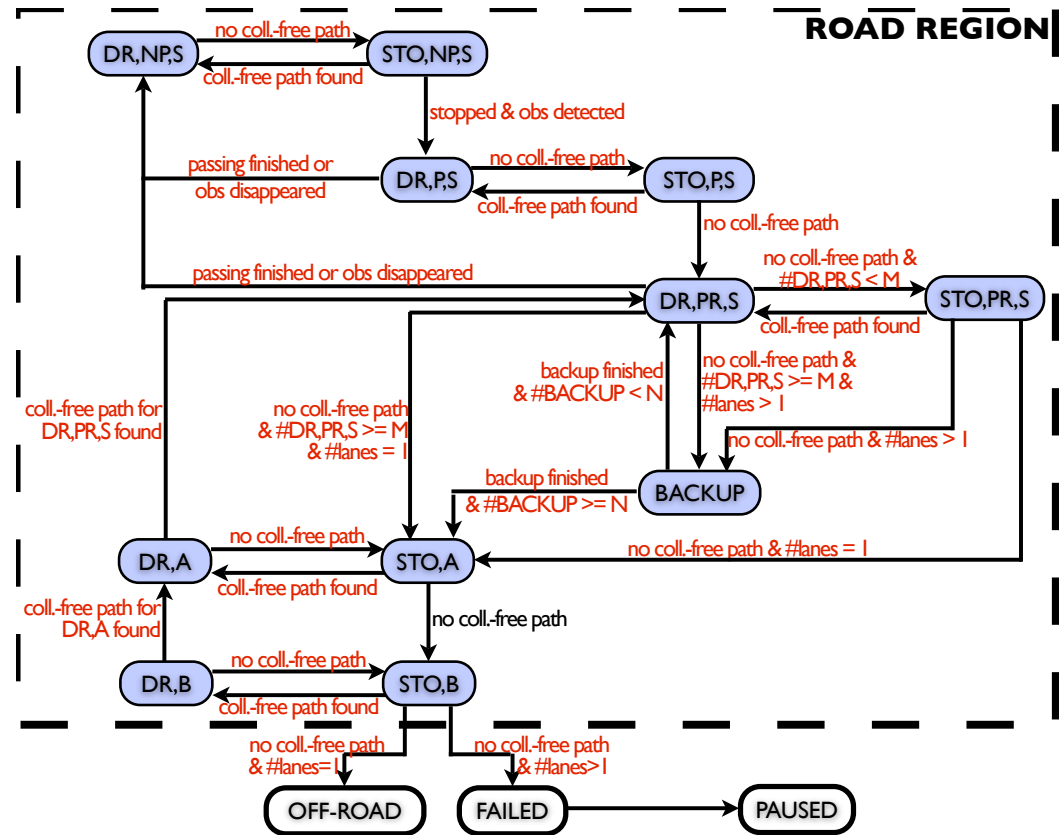 ROAD REGION
no coll.-free path
DR,NP,S
STO,NP,S
coll.-free path found
stopped & obs detected
no coll.-free path
passing finished or
obs disappeared
DR,P,S
STO,P,S
coll.-free path found
no coll.-free path
no coll.-free path &
#DR,PR,S < M
passing finished or obs disappeared
DR,PR,S
STO,PR,S
coll.-free path found
backup finished
& #BACKUP < N
no coll.-free path &
#DR,PR,S >= M &
#lanes > 1
coll.-free path for
DR,PR,S found
no coll.-free path
& #DR,PR,S >= M
& #lanes = 1
no coll.-free path & #lanes > 1
backup finished
& #BACKUP >= N
BACKUP
no coll.-free path
DR,A
STO,A
no coll.-free path & #lanes = 1
coll.-free path found
coll.-free path for
DR,A found
no coll.-free path
no coll.-free path
DR,B
STO,B
coll.-free path found
no coll.-free path
& #lanes=1
no coll.-free path
& #lanes>1
OFF-ROAD
FAILED
PAUSED